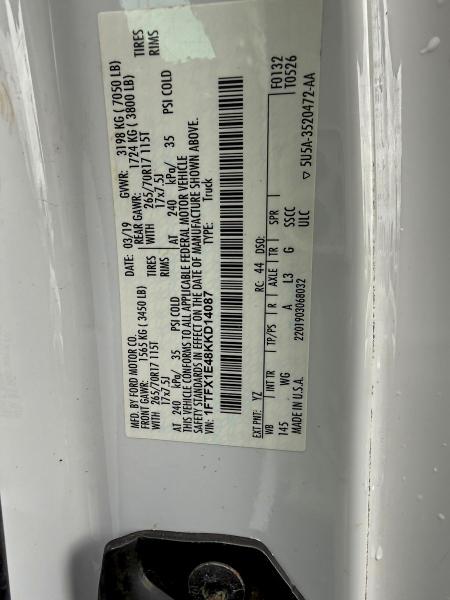 MFD. BY FORD MOTOR CO.
DATE: 03/19
GVWR: 3198 KG ( 7050 LB)
FRONT GAWR: 1565 KG ( 3450 LB)
REAR GAWR: 1724 KG ( 3800 LB)
WITH 265/70R17 115T TIRES
WITH 265/70R17 115T TIRES
17x7.5J RIMS
17x7.5J RIMS
AT 240 kPa/ 35 PSI COLD
AT 240 kPa/ 35 PSI COLD
THIS VEHICLE CONFORMS TO ALL APPLICABLE FEDERAL MOTOR VEHICLE
SAFETY STANDARDS IN EFFECT ON THE DATE OF MANUFACTURE SHOWN ABOVE.
VIN: 1FTFX1E48KKD14087
TYPE: Truck
F0132
T0526
EXT PNT: YZ RC: 44 DSO:
WB INT TR TP/PS R AXLE TR SPR
145 WG A L3 G SSCC
ULC
MADE IN U.S.A. 2201903068032
▽ 5U5A-3520472-AA